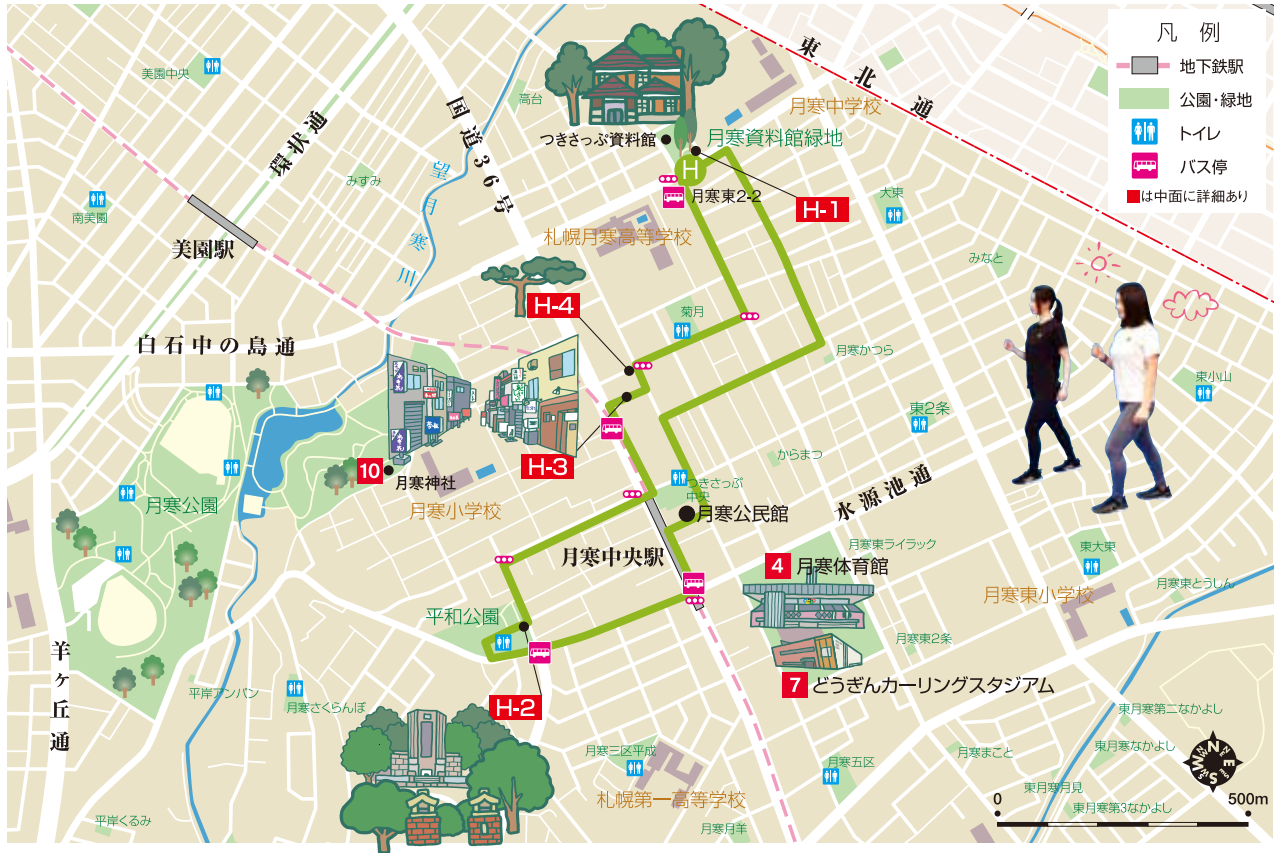 凡 例
地下鉄駅
公園・緑地
トイレ
バス停
■は中面に詳細あり
東北通
美園中央
高台
国道36号
環状通
望月寒川
みすみ
南美園
美園駅
つきさっぷ資料館
月寒中学校
月寒資料館緑地
H
月寒東2-2
H-1
大東
札幌月寒高等学校
みなと
H-4
菊月
白石中の島通
月寒かつら
東小山
東2条
からまつ
水源池通
H-3
10
月寒神社
月寒小学校
月寒公園
つきさっぷ
中央
月寒公民館
月寒中央駅
月寒東ライラック
4 月寒体育館
東大東
月寒東とうしん
月寒東小学校
平和公園
月寒東2条
7 どうぎんカーリングスタジアム
羊ヶ丘通
平岸アンパン
月寒さくらんぼ
H-2
東月寒第二なかよし
東月寒なかよし
月寒まこと
月寒三区平成
月寒五区
東月寒月見
東月寒第3なかよし
札幌第一高等学校
月寒月羊
平岸くるみ
N
E
S
W
0
500m